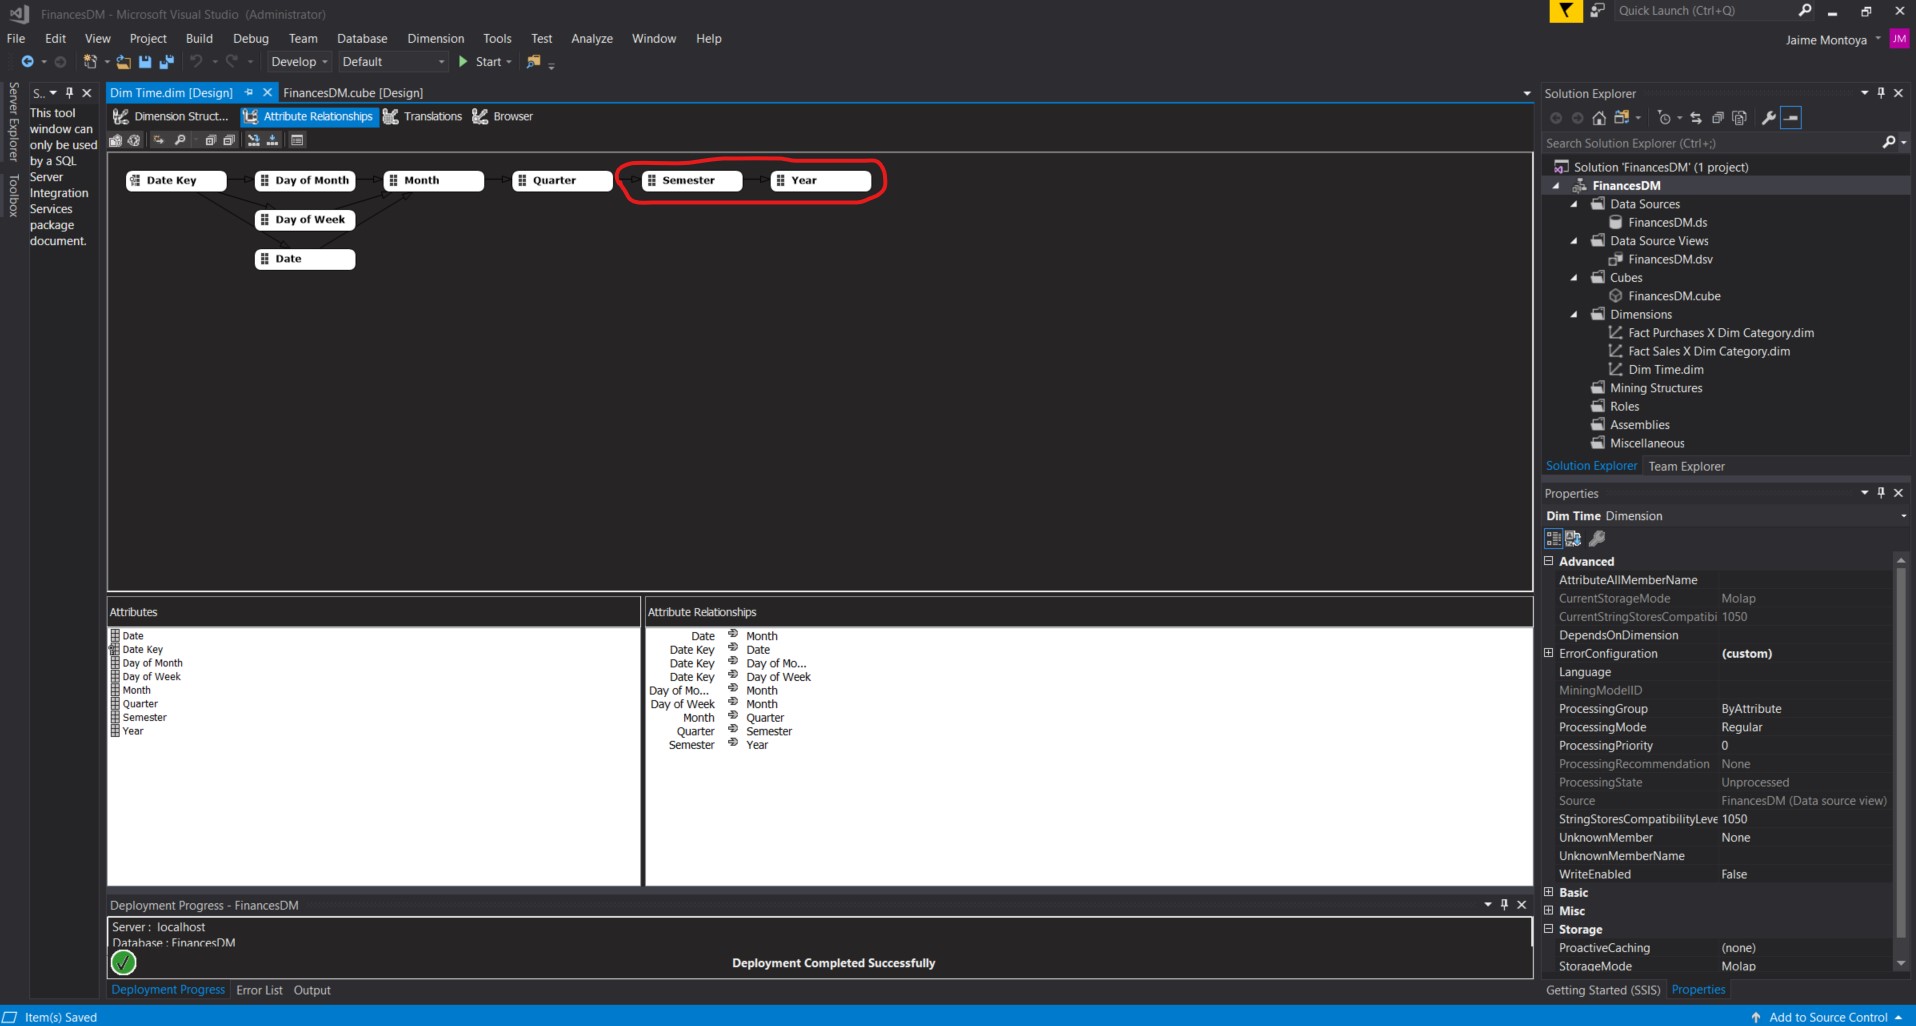 FinancesDM - Microsoft Visual Studio (Administrator)
Quick Launch (Ctrl+Q)
File Edit View Project Build Debug Team Database Dimension Tools Test Analyze Window Help
Jaime Montoya
JM
Develop Default Start
Server Explorer
Toolbox
S..
This tool
window can
only be used
by a SQL
Server
Integration
Services
package
document.
Dim Time.dim [Design] FinancesDM.cube [Design]
Dimension Struct... Attribute Relationships Translations Browser
Date Key Day of Month Month Quarter Semester Year
Day of Week
Date
Attributes
Date
Date Key
Day of Month
Day of Week
Month
Quarter
Semester
Year
Attribute Relationships
Date Month
Date Key Date
Date Key Day of Mo...
Date Key Day of Week
Day of Mo... Month
Day of Week Month
Month Quarter
Quarter Semester
Semester Year
Deployment Progress - FinancesDM
Server : localhost
Database : FinancesDM
Deployment Completed Successfully
Deployment Progress Error List Output
Solution Explorer
Search Solution Explorer (Ctrl+;)
Solution 'FinancesDM' (1 project)
FinancesDM
Data Sources
FinancesDM.ds
Data Source Views
FinancesDM.dsv
Cubes
FinancesDM.cube
Dimensions
Fact Purchases X Dim Category.dim
Fact Sales X Dim Category.dim
Dim Time.dim
Mining Structures
Roles
Assemblies
Miscellaneous
Solution Explorer Team Explorer
Properties
Dim Time Dimension
Advanced
AttributeAllMemberName
CurrentStorageMode Molap
CurrentStringStoresCompatibi 1050
DependsOnDimension
ErrorConfiguration (custom)
Language
MiningModelID
ProcessingGroup ByAttribute
ProcessingMode Regular
ProcessingPriority 0
ProcessingRecommendation None
ProcessingState Unprocessed
Source FinancesDM (Data source view)
StringStoresCompatibilityLeve 1050
UnknownMember None
UnknownMemberName
WriteEnabled False
Basic
Misc
Storage
ProactiveCaching (none)
StorageMode Molap
Getting Started (SSIS) Properties
Item(s) Saved
Add to Source Control